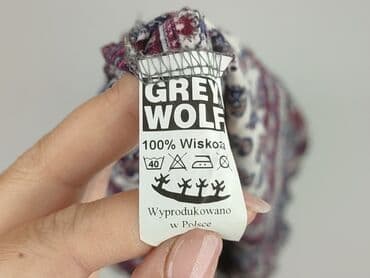 GREY
WOLF
100% Wiskoza
40
Wyprodukowano
w Polsce